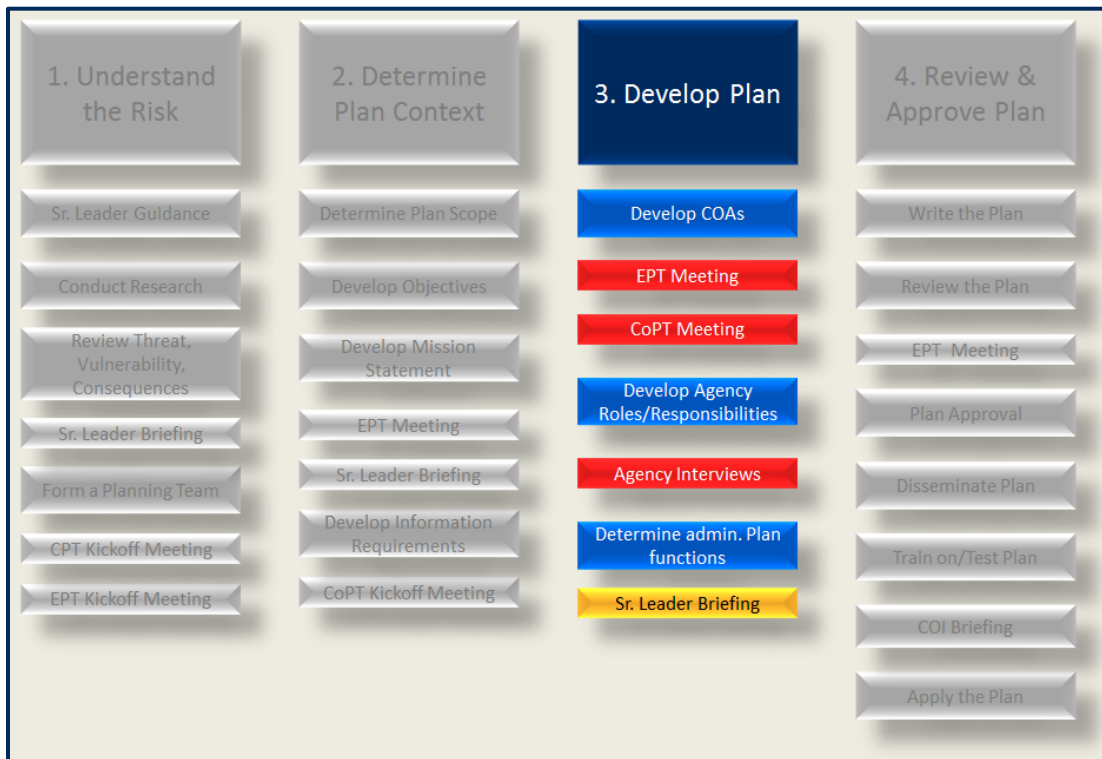 1. Understand
the Risk
Sr. Leader Guidance
Conduct Research
Review Threat,
Vulnerability,
Consequences
Sr. Leader Briefing
Form a Planning Team
CPT Kickoff Meeting
EPT Kickoff Meeting
2. Determine
Plan Context
Determine Plan Scope
Develop Objectives
Develop Mission
Statement
EPT Meeting
Sr. Leader Briefing
Develop Information
Requirements
CoPT Kickoff Meeting
3. Develop Plan
Develop COAs
EPT Meeting
CoPT Meeting
Develop Agency
Roles/Responsibilities
Agency Interviews
Determine admin. Plan
functions
Sr. Leader Briefing
4. Review &
Approve Plan
Write the Plan
Review the Plan
EPT  Meeting
Plan Approval
Disseminate Plan
Train on/Test Plan
COI Briefing
Apply the Plan